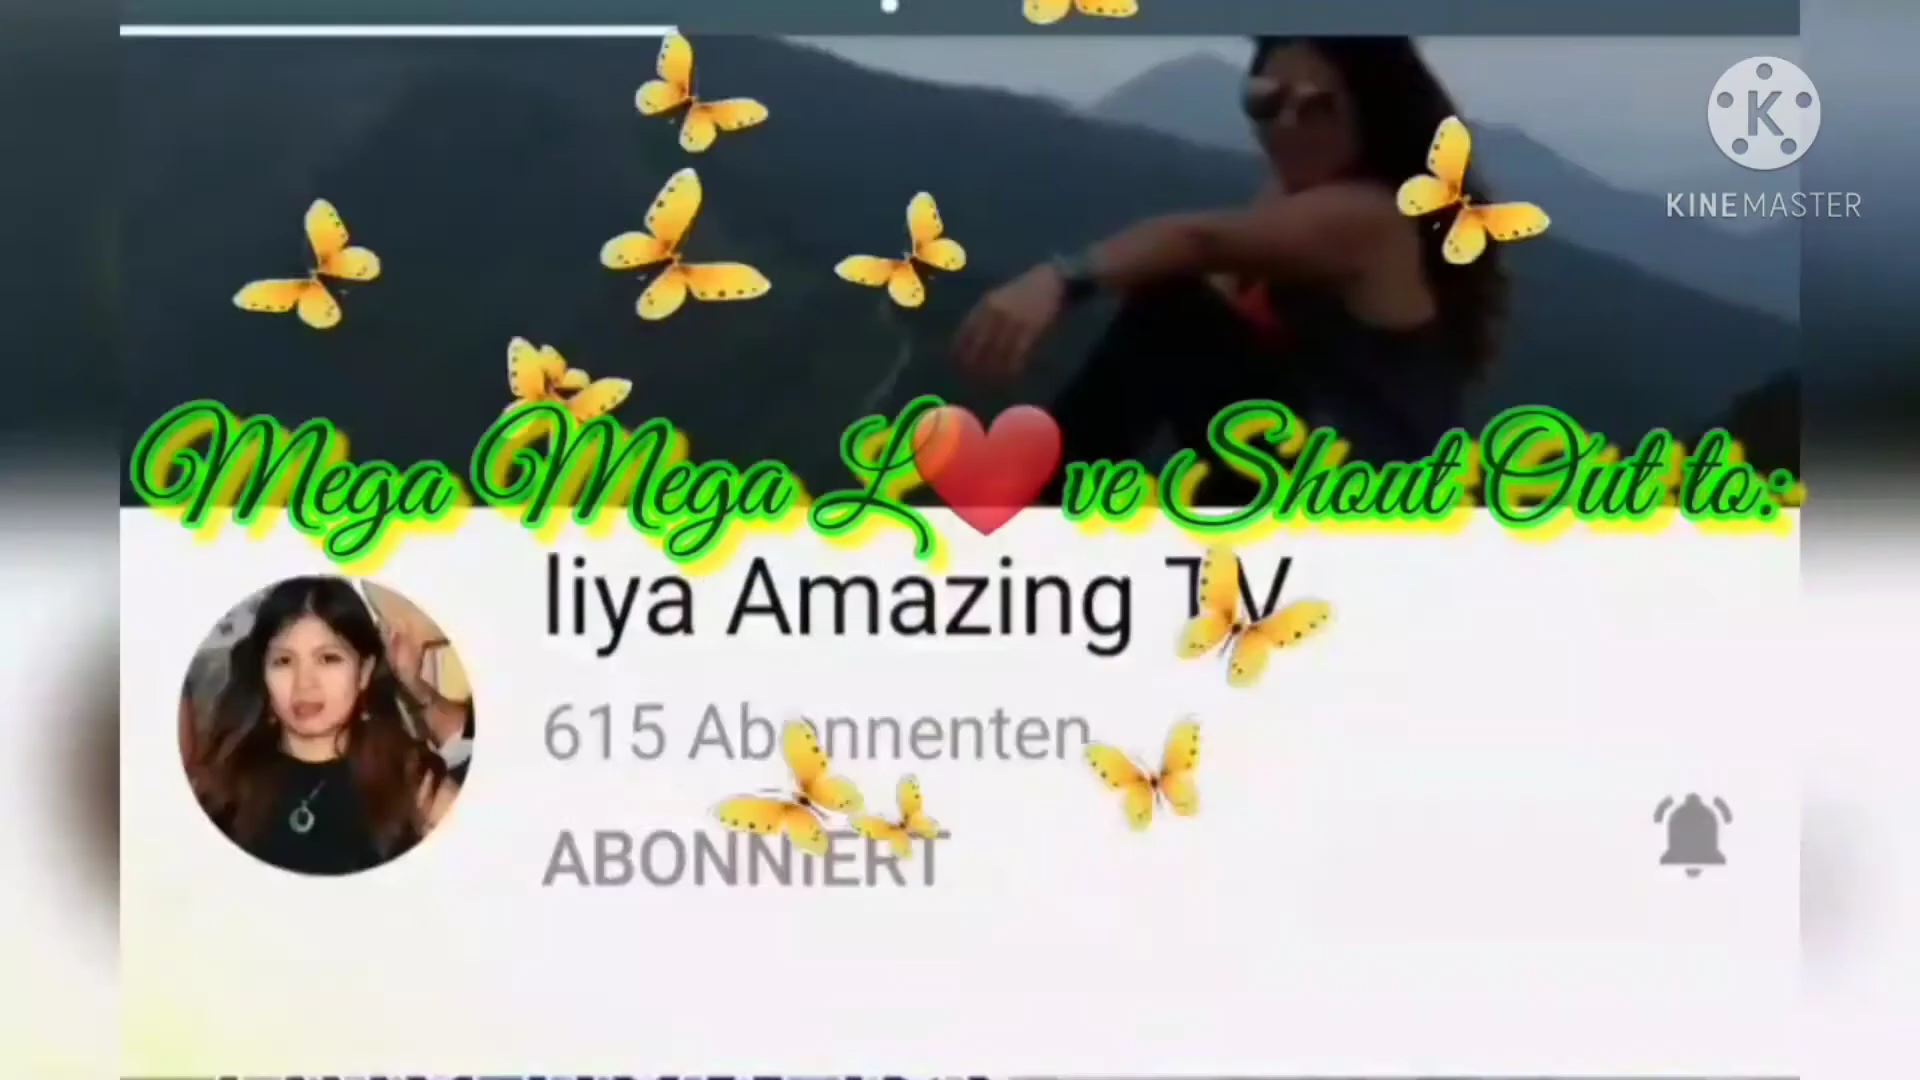 K
KINEMASTER
Mega Mega L❤ve Shout Out to:
liya Amazing TV
615 Abonnenten
ABONNIERT